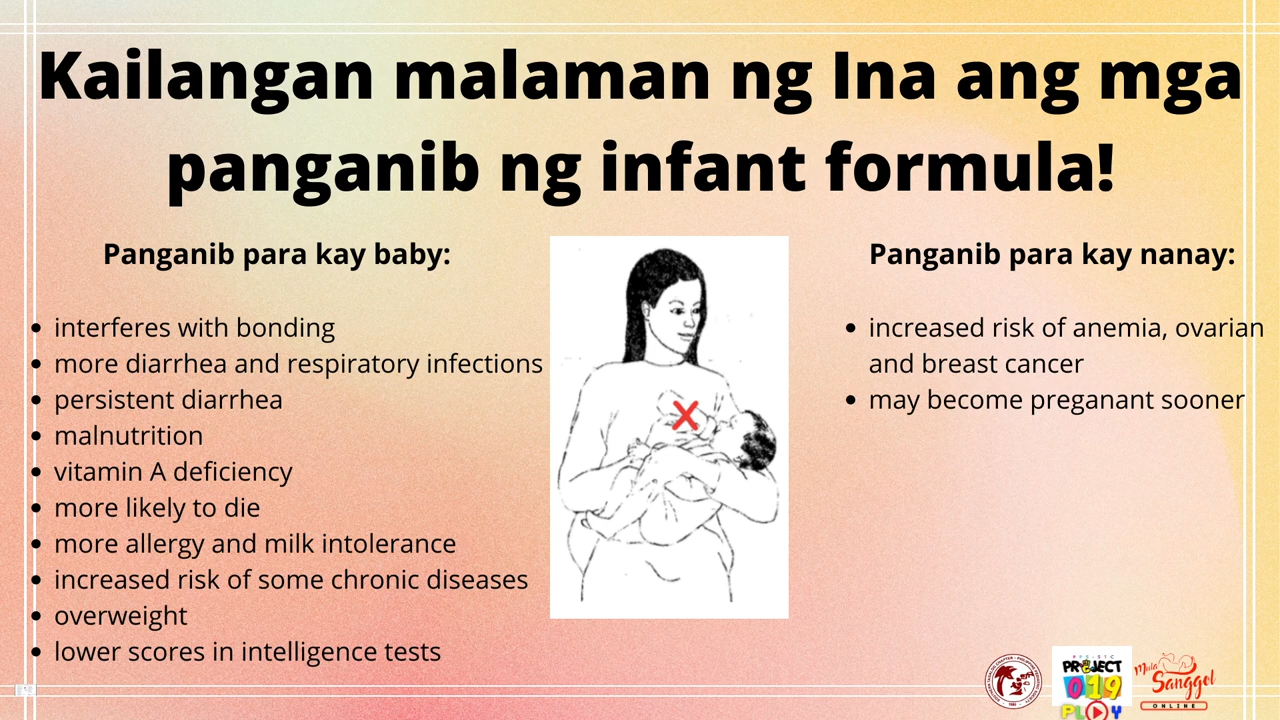 Kailangan malaman ng Ina ang mga
panganib ng infant formula!
Panganib para kay baby:
• interferes with bonding
• more diarrhea and respiratory infections
• persistent diarrhea
• malnutrition
• vitamin A deficiency
• more likely to die
• more allergy and milk intolerance
• increased risk of some chronic diseases
• overweight
• lower scores in intelligence tests
Panganib para kay nanay:
• increased risk of anemia, ovarian
and breast cancer
• may become preganant sooner
PROJECT
019
PLAY
Mula
Sanggol
ONLINE